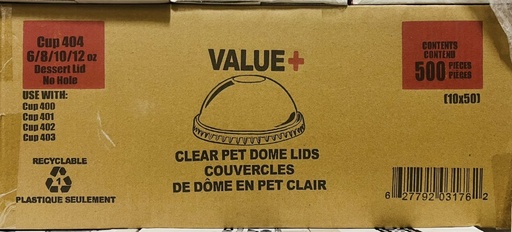 Cup 404
6/8/10/12 oz
Dessert Lid
No Hole
USE WITH:
Cup 400
Cup 401
Cup 402
Cup 403
RECYCLABLE
1
PLASTIQUE SEULEMENT
VALUE+
CLEAR PET DOME LIDS
COUVERCLES
DE DÔME EN PET CLAIR
CONTENTS
CONTENU
500 PIECES
PIÈCES
(10x50)
6 27792 03176 2